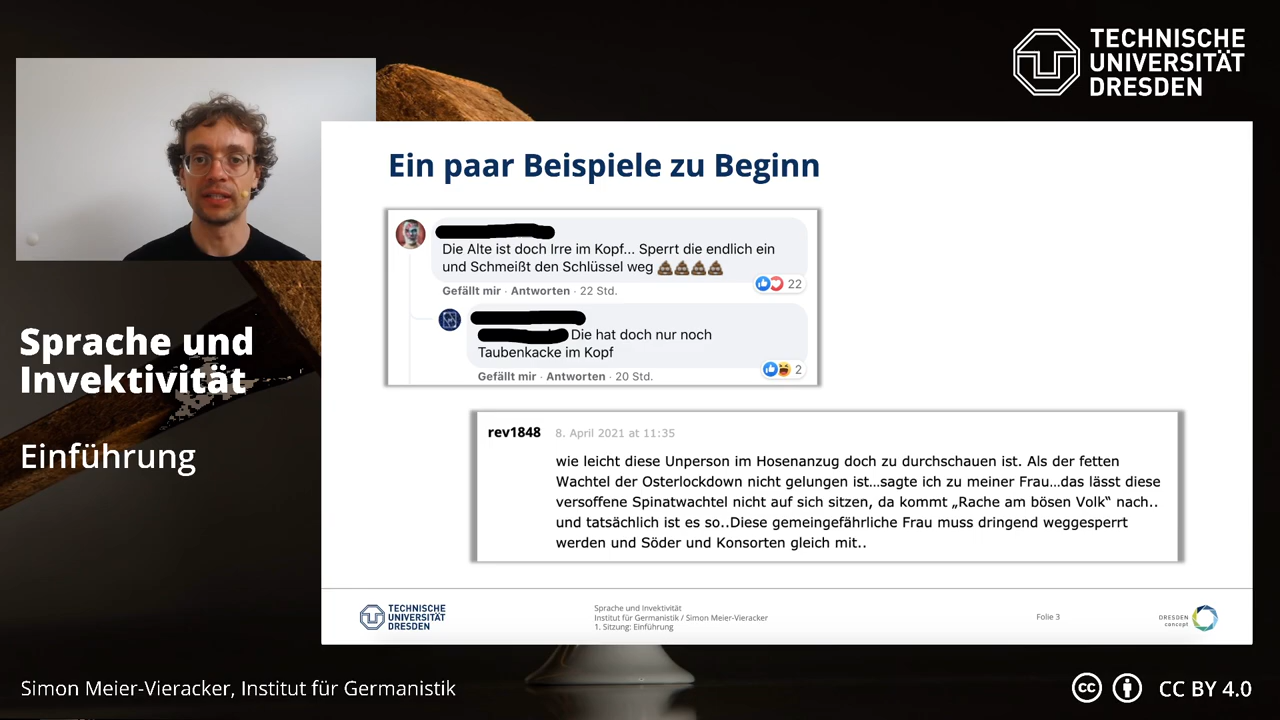 TECHNISCHE
UNIVERSITÄT
DRESDEN
Ein paar Beispiele zu Beginn
Die Alte ist doch Irre im Kopf... Sperrt die endlich ein
und Schmeißt den Schlüssel weg 💩💩💩💩
22
Gefällt mir · Antworten · 22 Std.
Die hat doch nur noch
Taubenkacke im Kopf
2
Gefällt mir · Antworten · 20 Std.
rev1848 8. April 2021 at 11:35
wie leicht diese Unperson im Hosenanzug doch zu durchschauen ist. Als der fetten
Wachtel der Osterlockdown nicht gelungen ist...sagte ich zu meiner Frau...das lässt diese
versoffene Spinatwachtel nicht auf sich sitzen, da kommt „Rache am bösen Volk“ nach..
und tatsächlich ist es so..Diese gemeingefährliche Frau muss dringend weggesperrt
werden und Söder und Konsorten gleich mit..
Sprache und
Invektivität
Einführung
TECHNISCHE
UNIVERSITÄT
DRESDEN
Sprache und Invektivität
Institut für Germanistik / Simon Meier-Vieracker
1. Sitzung: Einführung
Folie 3
DRESDEN
concept
Simon Meier-Vieracker, Institut für Germanistik
cc
CC BY 4.0